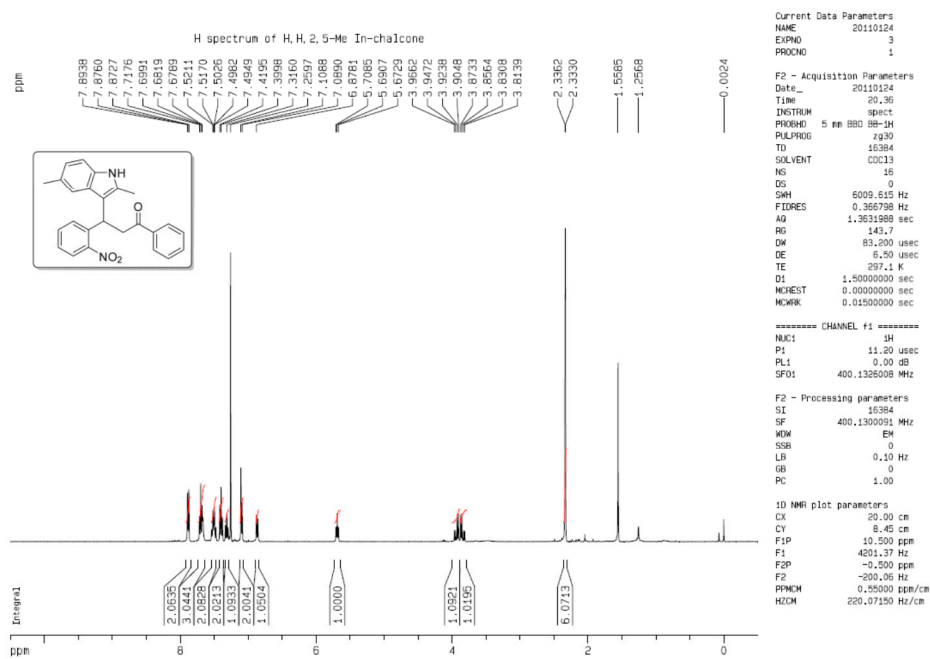 H spectrum of H, H, 2, 5-Me In-chalcone
ppm
7.8938
7.8760
7.8727
7.7176
7.6991
7.6819
7.6789
7.5211
7.5170
7.5026
7.4982
7.4949
7.4195
7.3998
7.3160
7.2597
7.1088
7.0890
6.8781
5.7085
5.6907
5.6729
3.9662
3.9472
3.9238
3.9048
3.8733
3.8564
3.8308
3.8139
2.3362
2.3330
1.5585
1.2568
0.0024
NH
O
NO₂
Integral
2.0635
3.0441
2.0828
2.0213
1.0933
2.0041
1.0504
1.0000
1.0921
1.0195
6.0713
ppm
8
6
4
2
0
Current Data Parameters
NAME 20110124
EXPNO 3
PROCNO 1
F2 - Acquisition Parameters
Date_ 20110124
Time 20.36
INSTRUM spect
PROBHD 5 mm BBO BB-1H
PULPROG zg30
TD 16384
SOLVENT CDCl3
NS 16
DS 0
SWH 6009.615 Hz
FIDRES 0.366798 Hz
AQ 1.3631988 sec
RG 143.7
DW 83.200 usec
DE 6.50 usec
TE 297.1 K
D1 1.50000000 sec
MCREST 0.00000000 sec
MCWRK 0.01500000 sec
======== CHANNEL f1 ========
NUC1 1H
P1 11.20 usec
PL1 0.00 dB
SFO1 400.1326008 MHz
F2 - Processing parameters
SI 16384
SF 400.1300091 MHz
WDW EM
SSB 0
LB 0.10 Hz
GB 0
PC 1.00
1D NMR plot parameters
CX 20.00 cm
CY 8.45 cm
F1P 10.500 ppm
F1 4201.37 Hz
F2P -0.500 ppm
F2 -200.06 Hz
PPMCM 0.55000 ppm/cm
HZCM 220.07150 Hz/cm